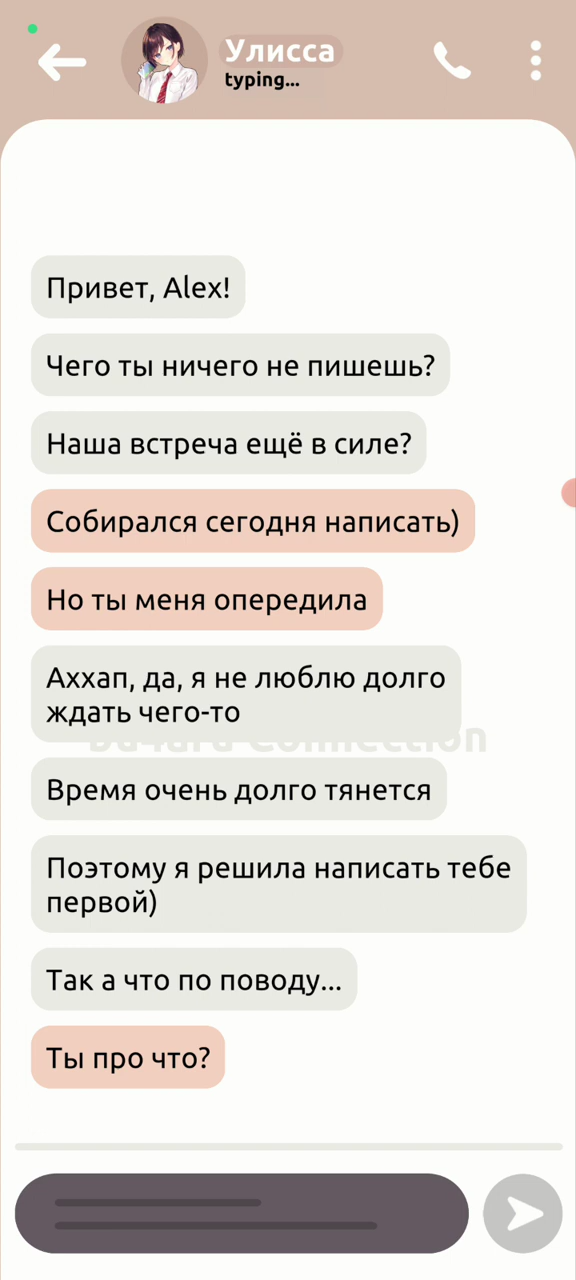 Улисса
typing...
Привет, Alex!
Чего ты ничего не пишешь?
Наша встреча ещё в силе?
Собирался сегодня написать)
Но ты меня опередила
Аххап, да, я не люблю долго
ждать чего-то
Connection
Время очень долго тянется
Поэтому я решила написать тебе
первой)
Так а что по поводу...
Ты про что?